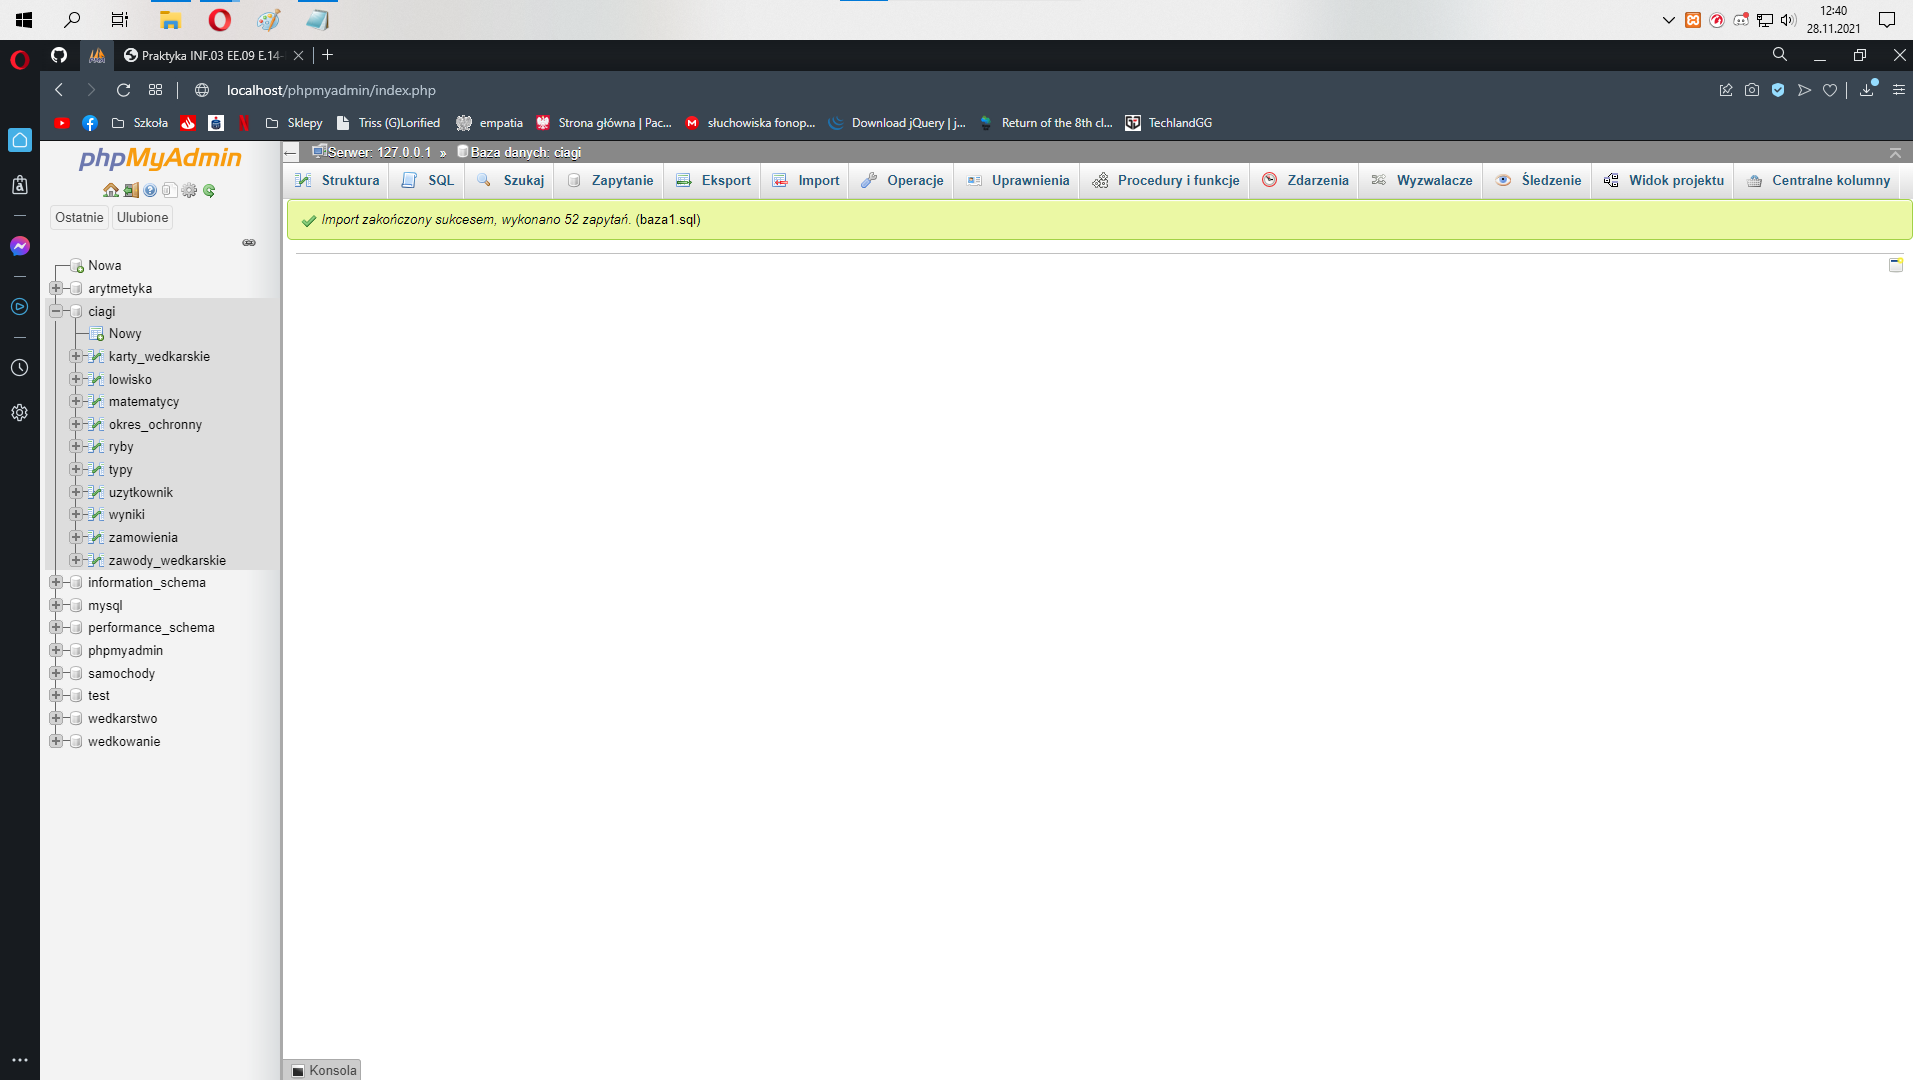 12:40
28.11.2021
Praktyka INF.03 EE.09 E.14-
localhost/phpmyadmin/index.php
Szkoła
Sklepy
Triss (G)Lorified
empatia
Strona główna | Pac...
słuchowiska fonop...
Download jQuery | j...
Return of the 8th cl...
TechlandGG
phpMyAdmin
Serwer: 127.0.0.1 » Baza danych: ciagi
Struktura
SQL
Szukaj
Zapytanie
Eksport
Import
Operacje
Uprawnienia
Procedury i funkcje
Zdarzenia
Wyzwalacze
Śledzenie
Widok projektu
Centralne kolumny
Ostatnie
Ulubione
Import zakończony sukcesem, wykonano 52 zapytań. (baza1.sql)
Nowa
arytmetyka
ciagi
Nowy
karty_wedkarskie
lowisko
matematycy
okres_ochronny
ryby
typy
uzytkownik
wyniki
zamowienia
zawody_wedkarskie
information_schema
mysql
performance_schema
phpmyadmin
samochody
test
wedkarstwo
wedkowanie
Konsola